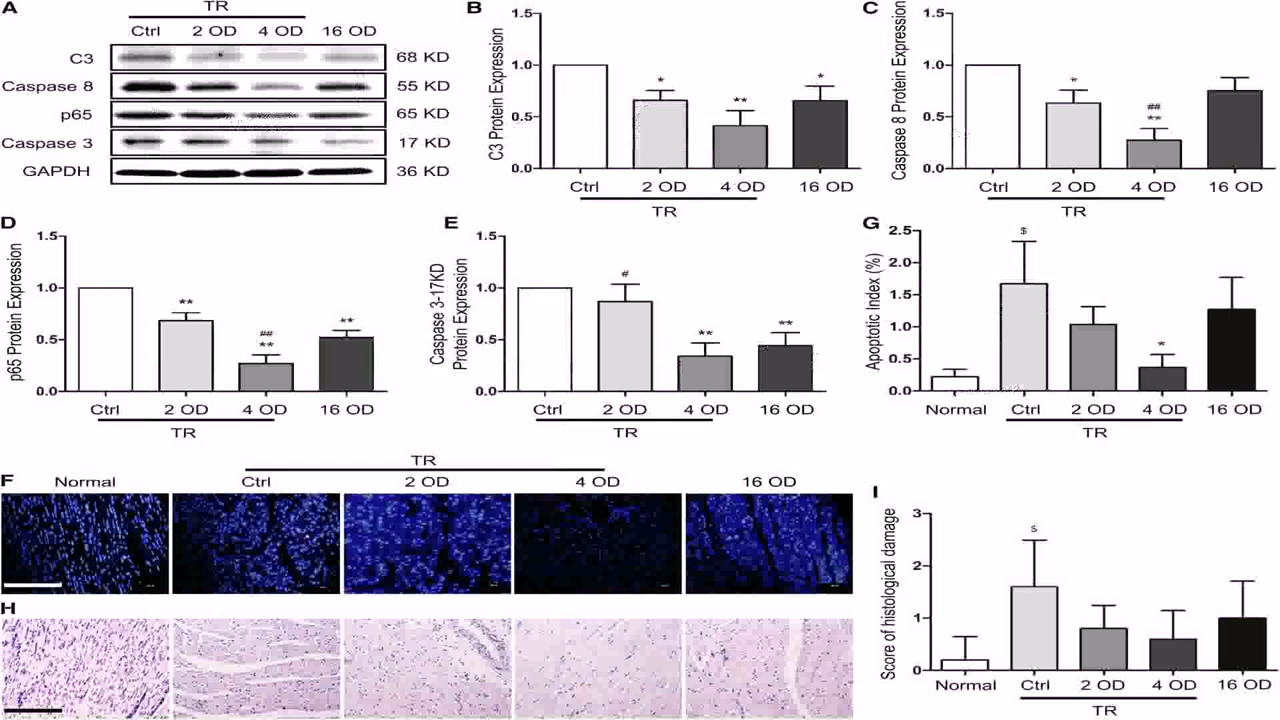 A
TR
Ctrl 2 OD 4 OD 16 OD
C3 68 KD
Caspase 8 55 KD
p65 65 KD
Caspase 3 17 KD
GAPDH 36 KD
B
C3 Protein Expression
1.5
1.0
0.5
0.0
* ** *
Ctrl 2 OD 4 OD 16 OD
TR
C
Caspase 8 Protein Expression
1.5
1.0
0.5
0.0
*
##
**
Ctrl 2 OD 4 OD 16 OD
TR
D
p65 Protein Expression
1.5
1.0
0.5
0.0
**
##
**
**
Ctrl 2 OD 4 OD 16 OD
TR
E
Caspase 3-17KD
Protein Expression
1.5
1.0
0.5
0.0
#
**
**
Ctrl 2 OD 4 OD 16 OD
TR
G
Apoptotic Index (%)
2.5
2.0
1.5
1.0
0.5
0.0
$
*
Normal Ctrl 2 OD 4 OD 16 OD
TR
TR
F
Normal Ctrl 2 OD 4 OD 16 OD
H
I
Score of histological damage
3
2
1
0
$
Normal Ctrl 2 OD 4 OD 16 OD
TR